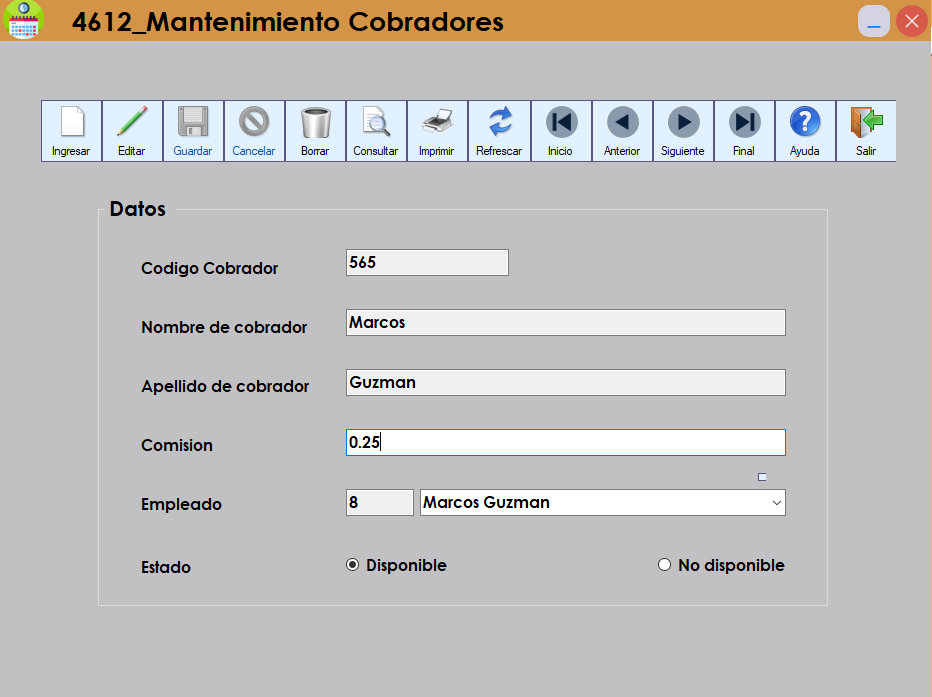 4612_Mantenimiento Cobradores
Ingresar Editar Guardar Cancelar Borrar Consultar Imprimir Refrescar Inicio Anterior Siguiente Final Ayuda Salir
Datos
Codigo Cobrador 565
Nombre de cobrador Marcos
Apellido de cobrador Guzman
Comision 0.25
Empleado 8 Marcos Guzman
Estado Disponible No disponible